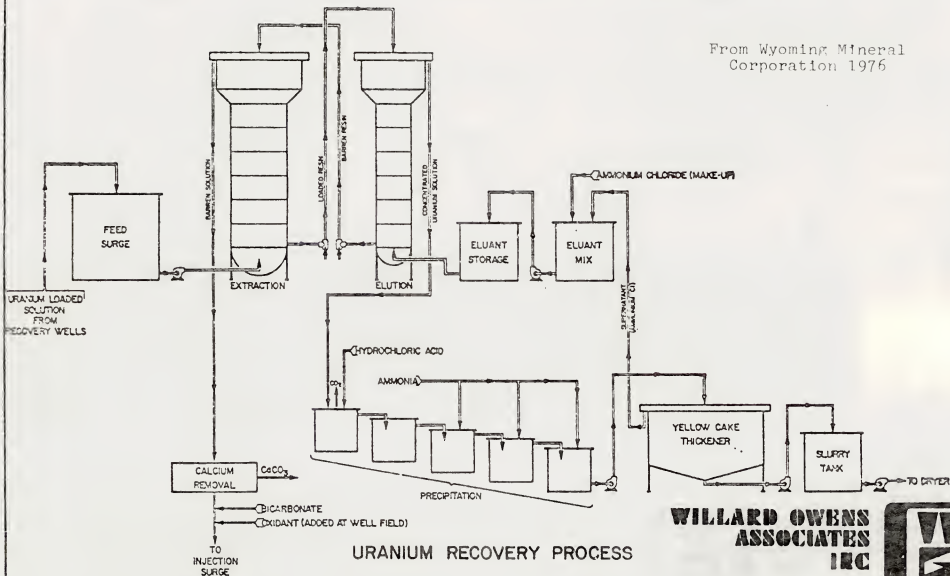 From Wyoming Mineral
Corporation 1976
BARREN SOLUTION
LOADED RESIN
BARREN RESIN
CONCENTRATED
URANIUM SOLUTION
AMMONIUM CHLORIDE (MAKE-UP)
FEED
SURGE
ELUANT
STORAGE
ELUANT
MIX
EXTRACTION
ELUTION
URANIUM LOADED
SOLUTION
FROM
RECOVERY WELLS
SUPERNATANT
HYDROCHLORIC ACID
AMMONIA
YELLOW CAKE
THICKENER
SLURRY
TANK
TO DRYER
CALCIUM
REMOVAL
CaCO3
PRECIPITATION
BICARBONATE
OXIDANT (ADDED AT WELL FIELD)
TO
INJECTION
SURGE
URANIUM RECOVERY PROCESS
WILLARD OWENS
ASSOCIATES
INC